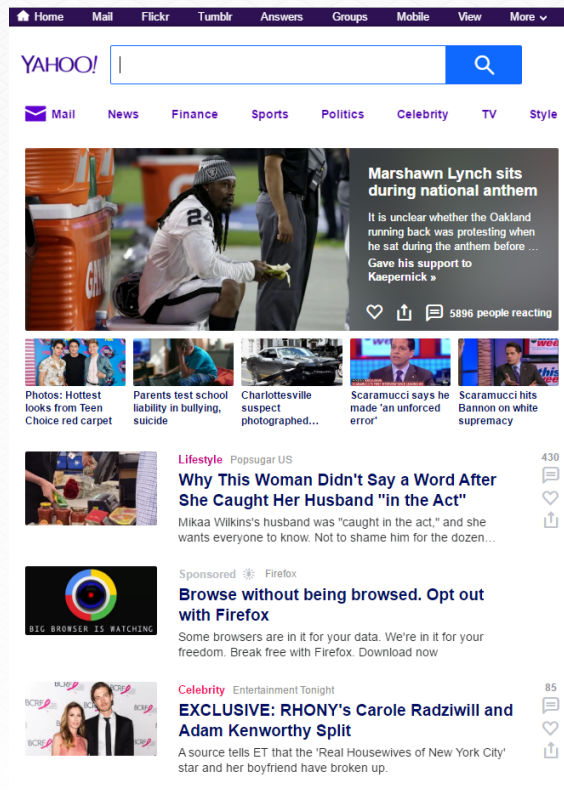 Home Mail Flickr Tumblr Answers Groups Mobile View More
YAHOO!
Mail News Finance Sports Politics Celebrity TV Style
24
Marshawn Lynch sits
during national anthem
It is unclear whether the Oakland
running back was protesting when
he sat during the anthem before ...
Gave his support to
Kaepernick »
5896 people reacting
Photos: Hottest
looks from Teen
Choice red carpet
Parents test school
liability in bullying,
suicide
Charlottesville
suspect
photographed...
Scaramucci says he
made 'an unforced
error'
Scaramucci hits
Bannon on white
supremacy
Lifestyle Popsugar US
430
Why This Woman Didn't Say a Word After
She Caught Her Husband "in the Act"
Mikaa Wilkins's husband was "caught in the act," and she
wants everyone to know. Not to shame him for the dozen...
Sponsored Firefox
Browse without being browsed. Opt out
with Firefox
Some browsers are in it for your data. We're in it for your
freedom. Break free with Firefox. Download now
BIG BROWSER IS WATCHING
Celebrity Entertainment Tonight
85
EXCLUSIVE: RHONY's Carole Radziwill and
Adam Kenworthy Split
A source tells ET that the 'Real Housewives of New York City'
star and her boyfriend have broken up.
BCRF
BCRF
BCRF